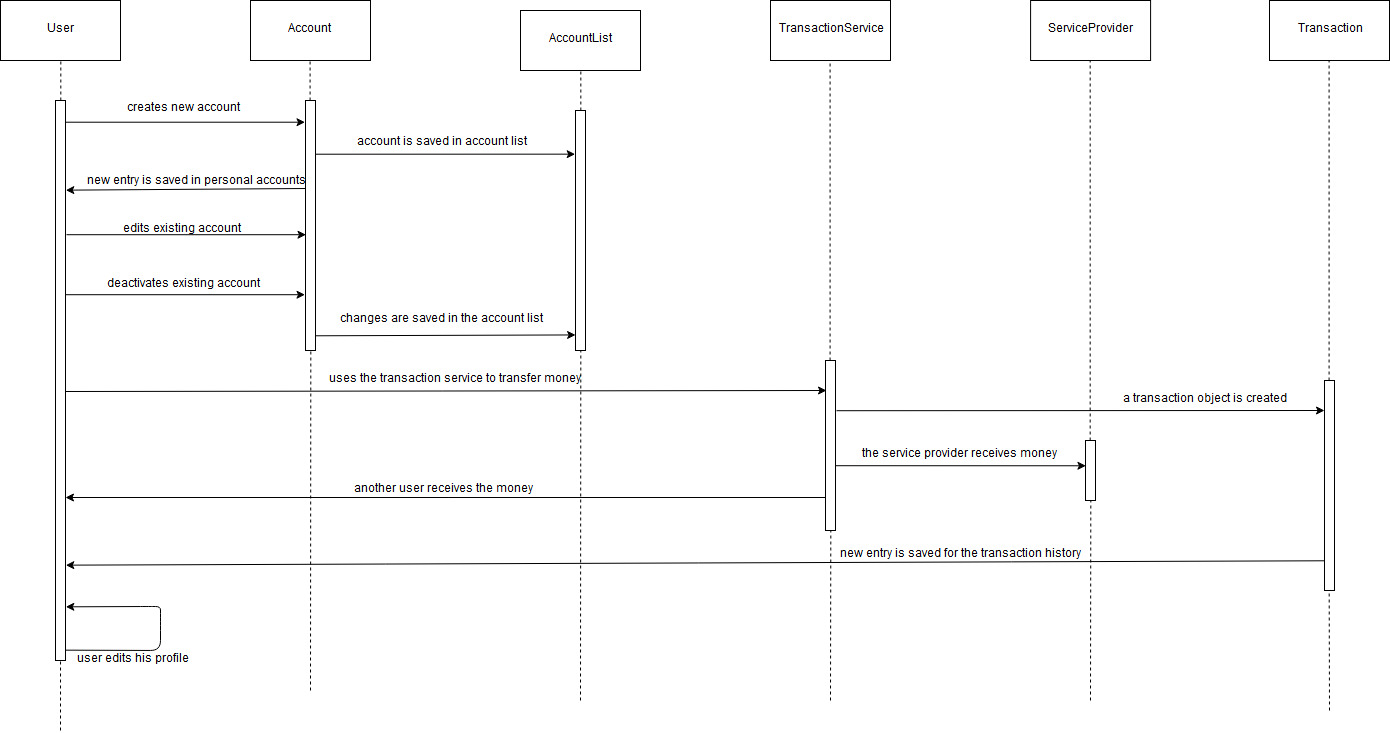 User
Account
AccountList
TransactionService
ServiceProvider
Transaction
creates new account
account is saved in account list
new entry is saved in personal accounts
edits existing account
deactivates existing account
changes are saved in the account list
uses the transaction service to transfer money
a transaction object is created
the service provider receives money
another user receives the money
new entry is saved for the transaction history
user edits his profile